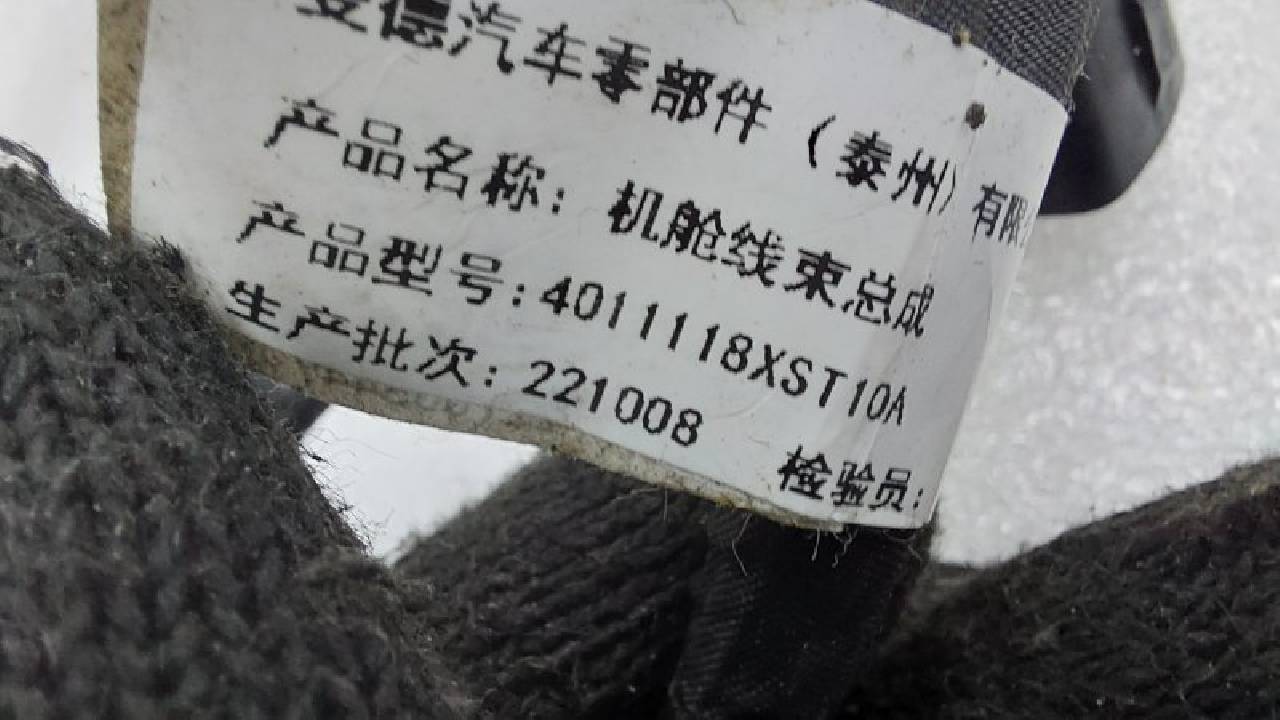 德汽车零部件（泰州）有限
产品名称：机舱线束总成
产品型号：4011118XST10A
生产批次：221008 检验员：